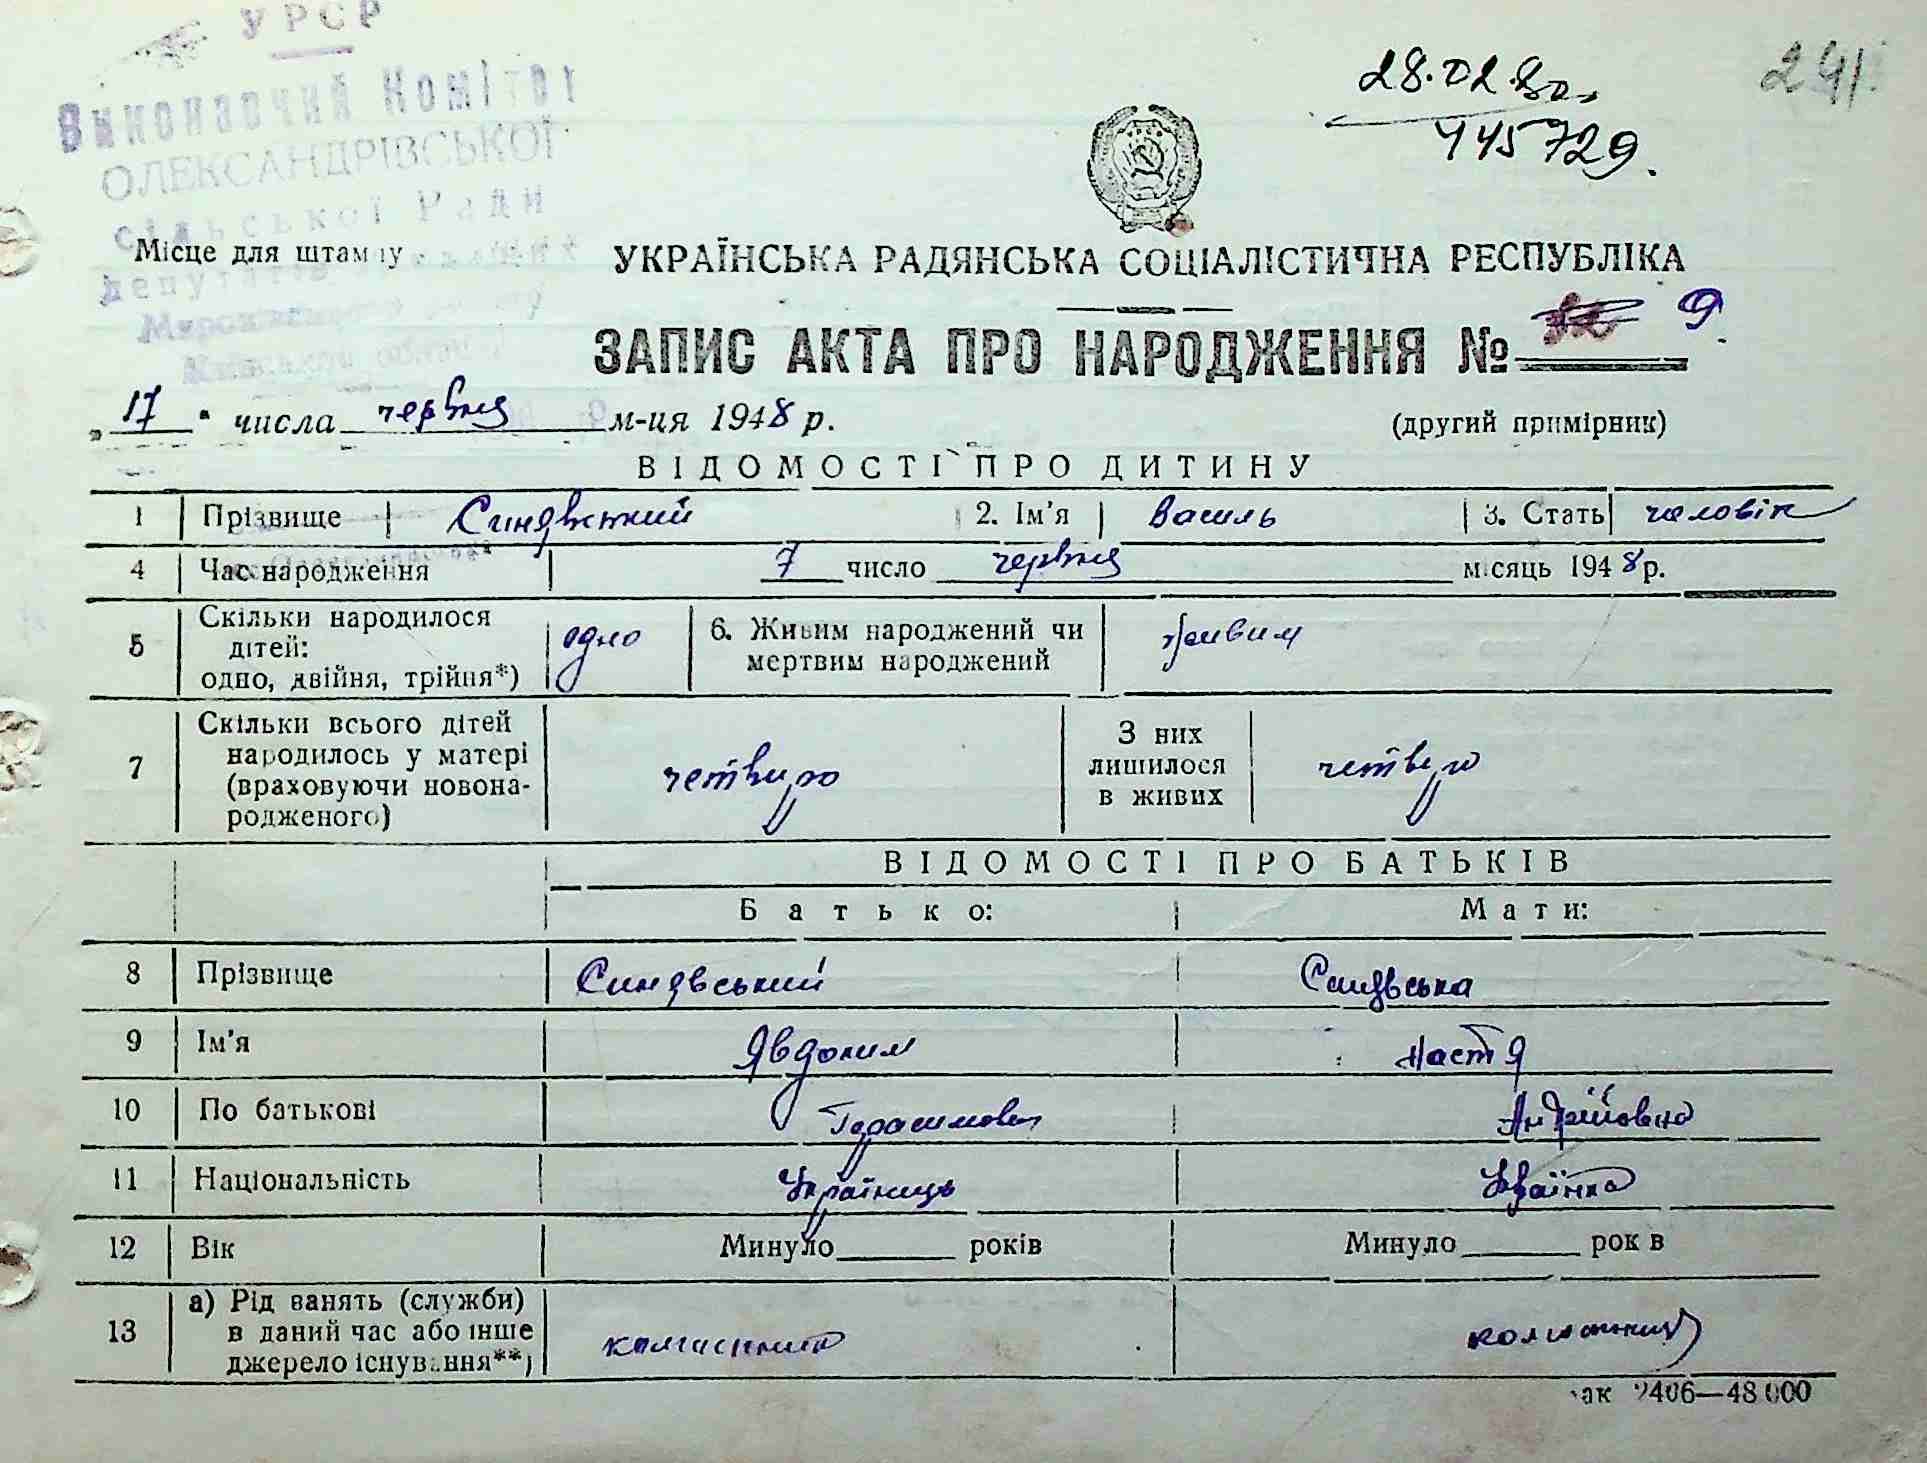 УРСР
Виконавчий Комітет
ОЛЕКСАНДРІВСЬКОЇ
сільської Ради
депутатів
28.02.80
145729.
241
Місце для штампу
УКРАЇНСЬКА РАДЯНСЬКА СОЦІАЛІСТИЧНА РЕСПУБЛІКА
ЗАПИС АКТА ПРО НАРОДЖЕННЯ № 9
„17" числа червня м-ця 1948 р.
(другий примірник)
ВІДОМОСТІ ПРО ДИТИНУ
1 Прізвище Синявський 2. Ім'я Василь 3. Стать чоловік
4 Час народження 7 число червня місяць 1948 р.
5 Скільки народилося дітей: одно, двійня, трійня*) одно 6. Живим народжений чи мертвим народжений живим
7 Скільки всього дітей народилось у матері (враховуючи новонародженого) четверо З них лишилося в живих четверо
ВІДОМОСТІ ПРО БАТЬКІВ
Батько: Мати:
8 Прізвище Синявський Синявська
9 Ім'я Явдоким Настя
10 По батькові Герасимович Андріївна
11 Національність Українець Українка
12 Вік Минуло років Минуло років
13 а) Рід занять (служби) в даний час або інше джерело існування**) колгоспник колгоспниця
Зак 2406—48 000